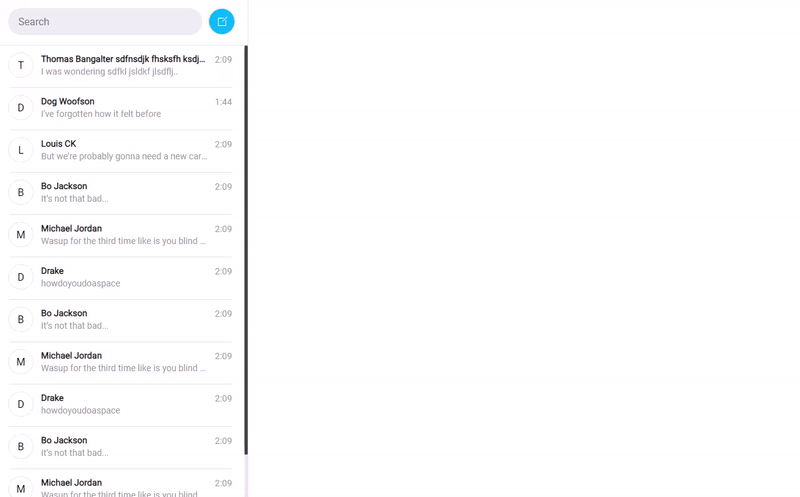 Search
T
Thomas Bangalter sdfnsdjk fhsksfh ksdj...
2:09
I was wondering sdfkl jsldkf jlsdflj..
D
Dog Woofson
1:44
I've forgotten how it felt before
L
Louis CK
2:09
But we're probably gonna need a new car...
B
Bo Jackson
2:09
It's not that bad...
M
Michael Jordan
2:09
Wasup for the third time like is you blind ...
D
Drake
2:09
howdoyoudoaspace
B
Bo Jackson
2:09
It's not that bad...
M
Michael Jordan
2:09
Wasup for the third time like is you blind ...
D
Drake
2:09
howdoyoudoaspace
B
Bo Jackson
2:09
It's not that bad...
M
Michael Jordan
2:09
Wasup for the third time like is you blind